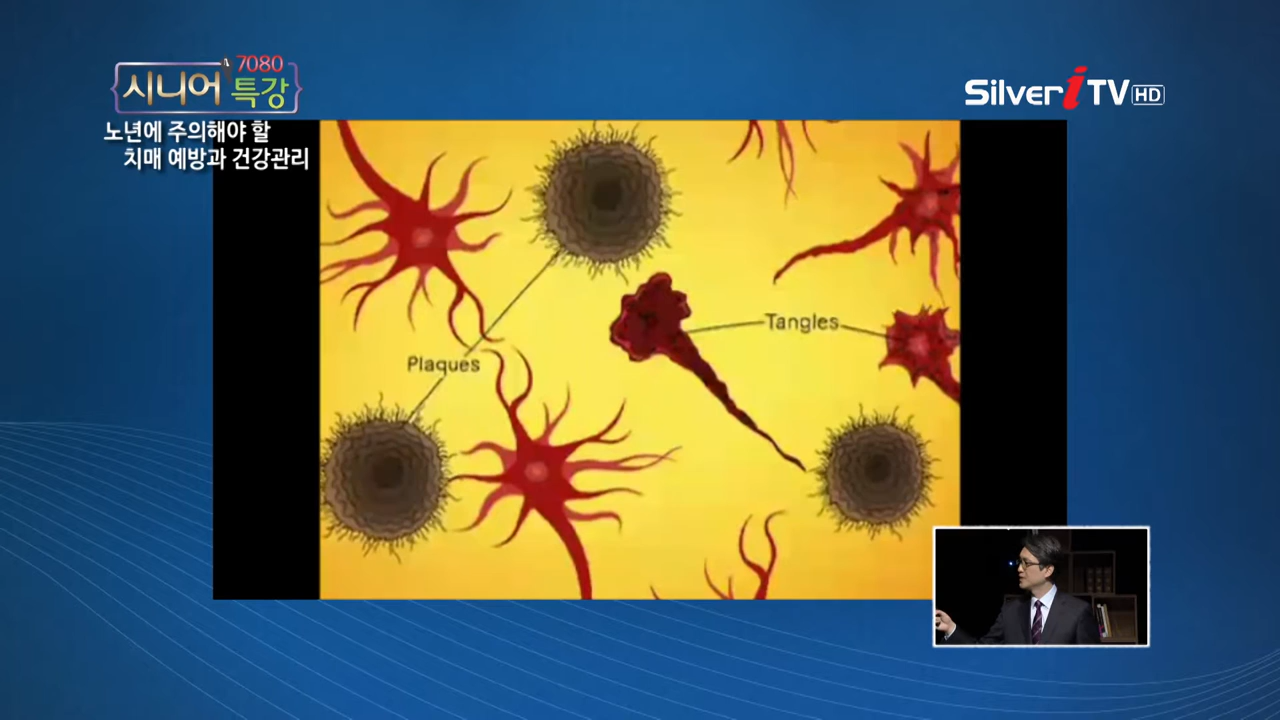 7080
시니어 특강
Silver i TV HD
노년에 주의해야 할
치매 예방과 건강관리
Tangles
Plaques